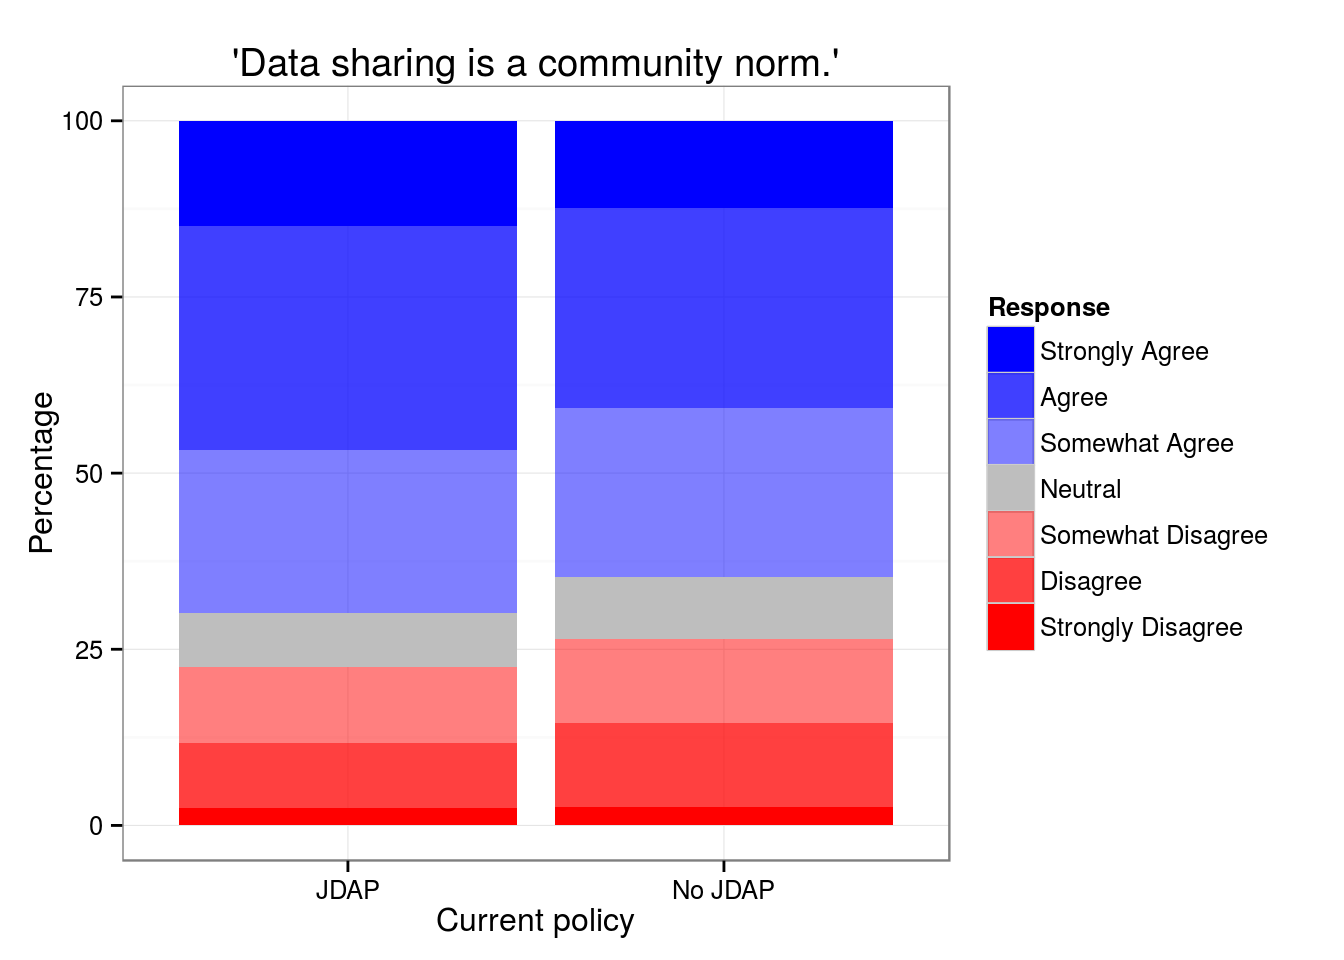 'Data sharing is a community norm.'
100
75
50
25
0
Percentage
JDAP
No JDAP
Current policy
Response
Strongly Agree
Agree
Somewhat Agree
Neutral
Somewhat Disagree
Disagree
Strongly Disagree